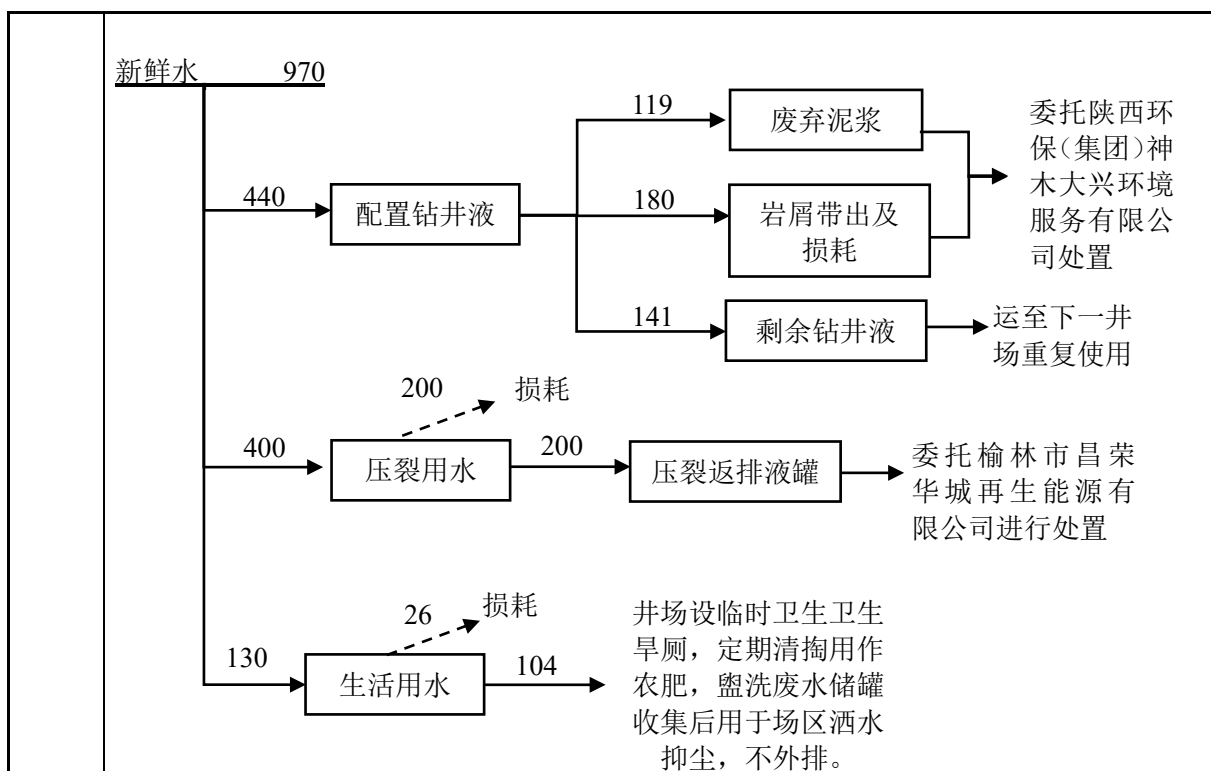 新鲜水 970
119
废弃泥浆
委托陕西环
保(集团)神
木大兴环境
服务有限公
司处置
440
配置钻井液
180
岩屑带出及
损耗
141
剩余钻井液
运至下一井
场重复使用
200
损耗
400
压裂用水
200
压裂返排液罐
委托榆林市昌荣
华城再生能源有
限公司进行处置
26
损耗
130
生活用水
104
井场设临时卫生卫生
旱厕，定期清掏用作
农肥，盥洗废水储罐
收集后用于场区洒水
抑尘，不外排。